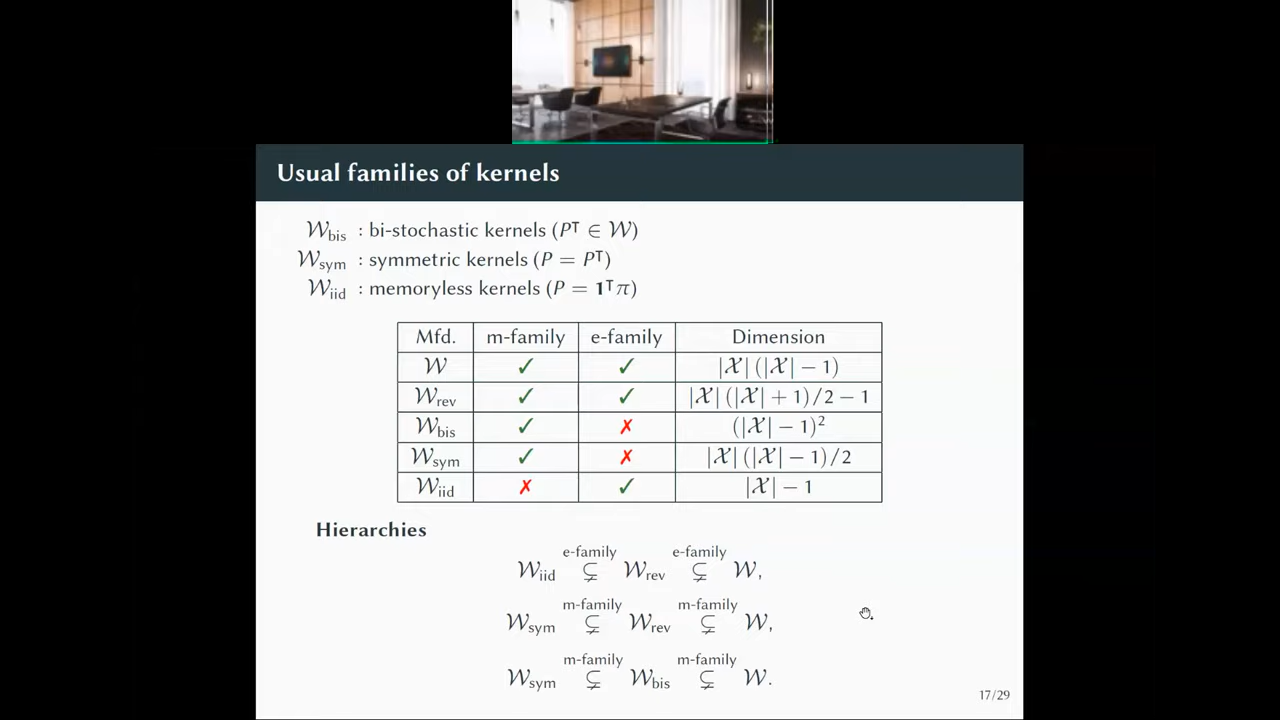 Usual families of kernels
𝒲bis : bi-stochastic kernels (Pᵀ ∈ 𝒲)
𝒲sym : symmetric kernels (P = Pᵀ)
𝒲iid : memoryless kernels (P = 𝟏ᵀπ)
Mfd. m-family e-family Dimension
𝒲 ✓ ✓ |𝒳| (|𝒳| − 1)
𝒲rev ✓ ✓ |𝒳| (|𝒳| + 1)/2 − 1
𝒲bis ✓ ✗ (|𝒳| − 1)²
𝒲sym ✓ ✗ |𝒳| (|𝒳| − 1)/2
𝒲iid ✗ ✓ |𝒳| − 1
Hierarchies
e-family e-family
𝒲iid ⊊ 𝒲rev ⊊ 𝒲,
m-family m-family
𝒲sym ⊊ 𝒲rev ⊊ 𝒲,
m-family m-family
𝒲sym ⊊ 𝒲bis ⊊ 𝒲.
17/29